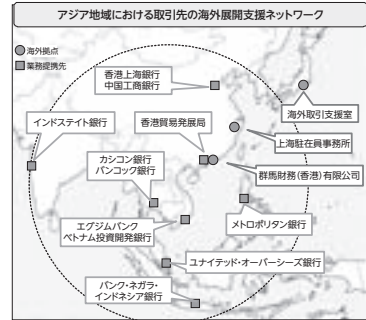 アジア地域における取引先の海外展開支援ネットワーク
海外拠点
業務提携先
香港上海銀行
中国工商銀行
海外取引支援室
インドステイト銀行
香港貿易発展局
上海駐在員事務所
カシコン銀行
バンコック銀行
群馬財務(香港)有限公司
エグジムバンク
ベトナム投資開発銀行
メトロポリタン銀行
ユナイテッド・オーバーシーズ銀行
バンク・ネガラ・
インドネシア銀行